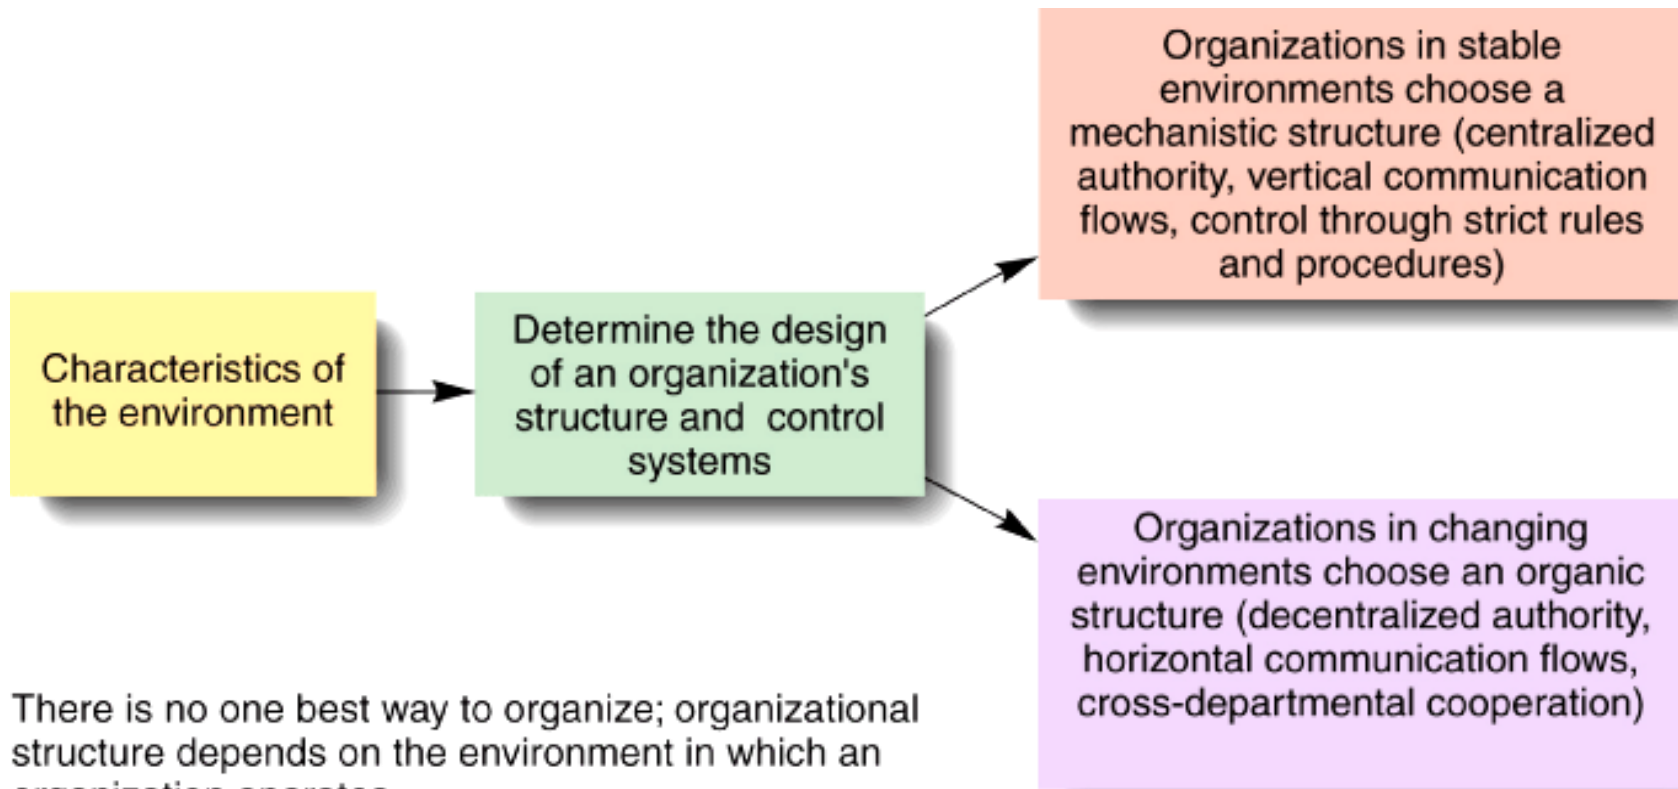 Organizations in stable
environments choose a
mechanistic structure (centralized
authority, vertical communication
flows, control through strict rules
and procedures)
Characteristics of
the environment
Determine the design
of an organization's
structure and  control
systems
Organizations in changing
environments choose an organic
structure (decentralized authority,
horizontal communication flows,
cross-departmental cooperation)
There is no one best way to organize; organizational
structure depends on the environment in which an
organization operates